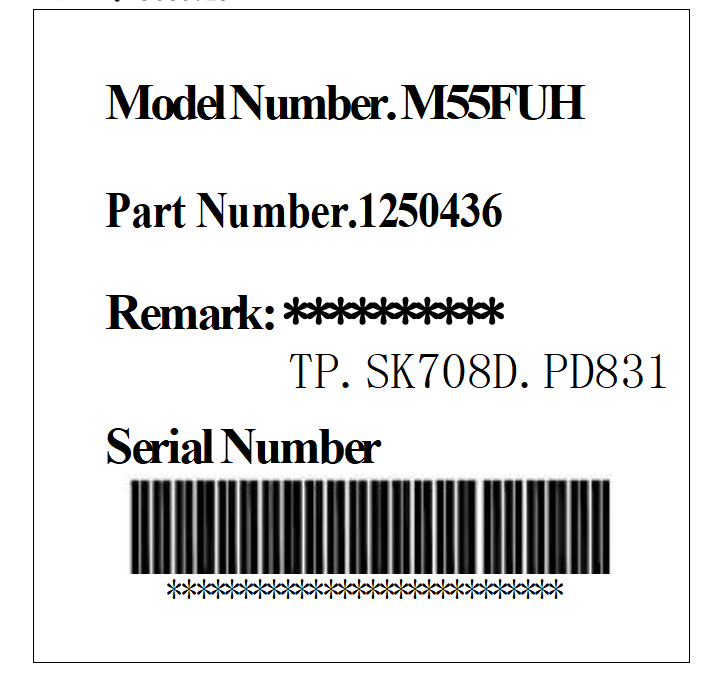 Model Number. M55FUH
Part Number.1250436
Remark: **********
TP. SK708D. PD831
Serial Number
****************************